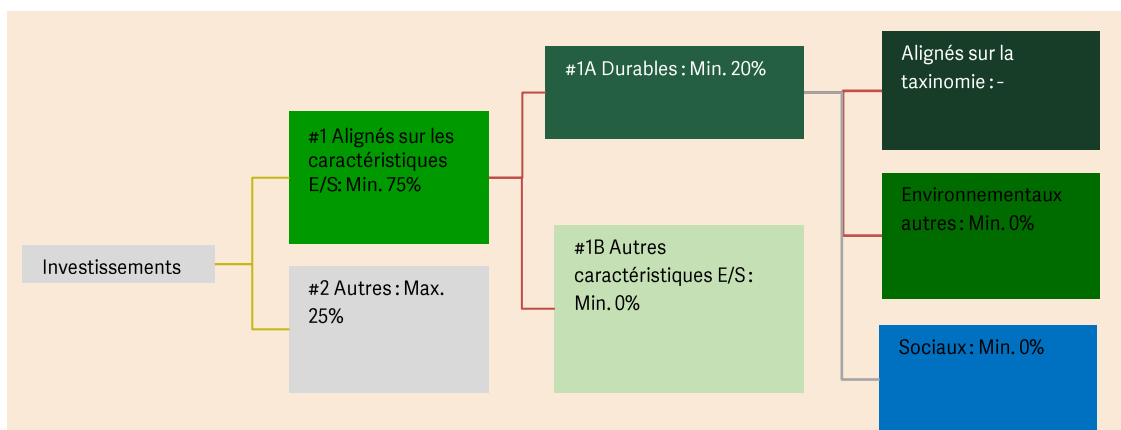 Investissements
#1 Alignés sur les
caractéristiques
E/S: Min. 75%
#2 Autres : Max.
25%
#1A Durables : Min. 20%
#1B Autres
caractéristiques E/S :
Min. 0%
Alignés sur la
taxinomie : -
Environnementaux
autres : Min. 0%
Sociaux : Min. 0%